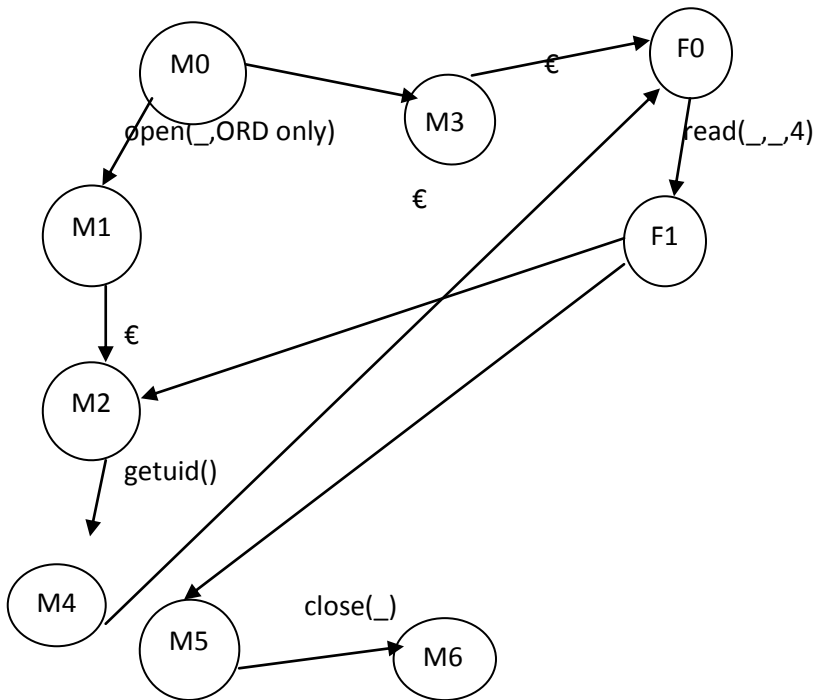 M0
F0
€
M3
open(_,ORD only)
read(_,_,4)
€
M1
F1
€
M2
getuid()
M4
close(_)
M5
M6